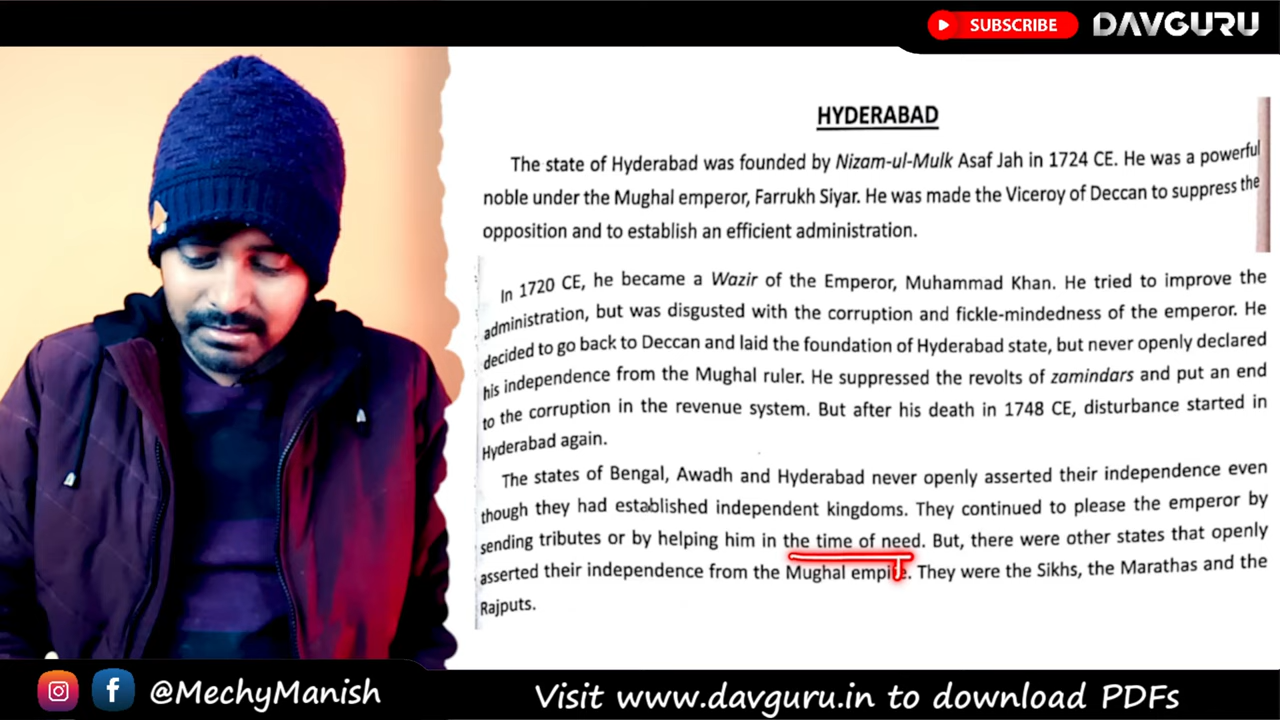 SUBSCRIBE DAVGURU
HYDERABAD
The state of Hyderabad was founded by Nizam-ul-Mulk Asaf Jah in 1724 CE. He was a powerful
noble under the Mughal emperor, Farrukh Siyar. He was made the Viceroy of Deccan to suppress the
opposition and to establish an efficient administration.
In 1720 CE, he became a Wazir of the Emperor, Muhammad Khan. He tried to improve the
administration, but was disgusted with the corruption and fickle-mindedness of the emperor. He
decided to go back to Deccan and laid the foundation of Hyderabad state, but never openly declared
his independence from the Mughal ruler. He suppressed the revolts of zamindars and put an end
to the corruption in the revenue system. But after his death in 1748 CE, disturbance started in
Hyderabad again.
The states of Bengal, Awadh and Hyderabad never openly asserted their independence even
though they had established independent kingdoms. They continued to please the emperor by
sending tributes or by helping him in the time of need. But, there were other states that openly
asserted their independence from the Mughal empire. They were the Sikhs, the Marathas and the
Rajputs.
@MechyManish
Visit www.davguru.in to download PDFs